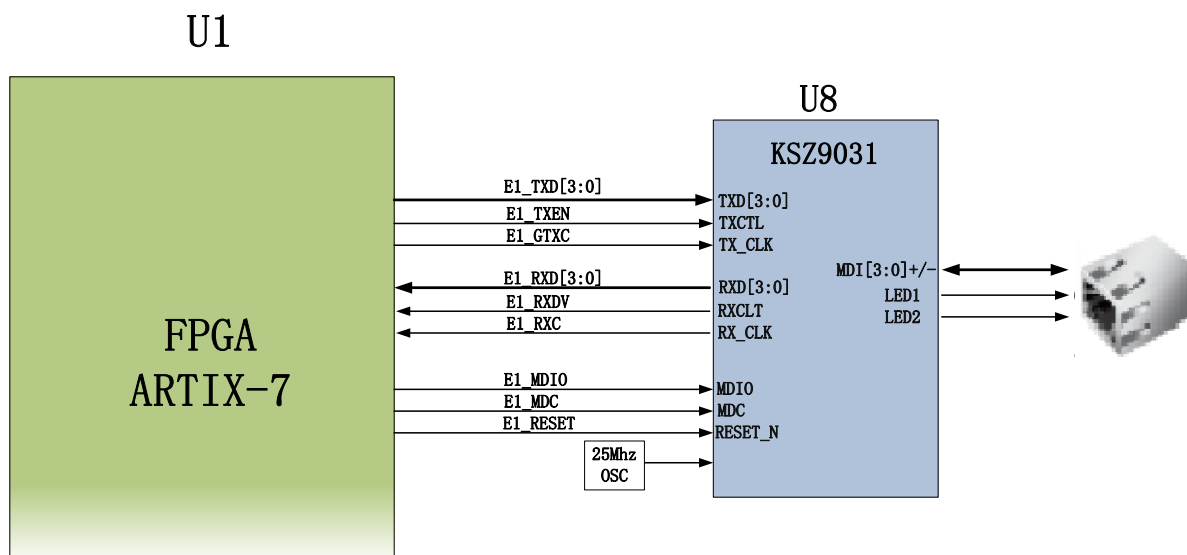 U1
FPGA
ARTIX-7
E1_TXD[3:0]
E1_TXEN
E1_GTXC
E1_RXD[3:0]
E1_RXDV
E1_RXC
E1_MDIO
E1_MDC
E1_RESET
25Mhz
OSC
U8
KSZ9031
TXD[3:0]
TXCTL
TX_CLK
RXD[3:0]
RXCLT
RX_CLK
MDIO
MDC
RESET_N
MDI[3:0]+/-
LED1
LED2